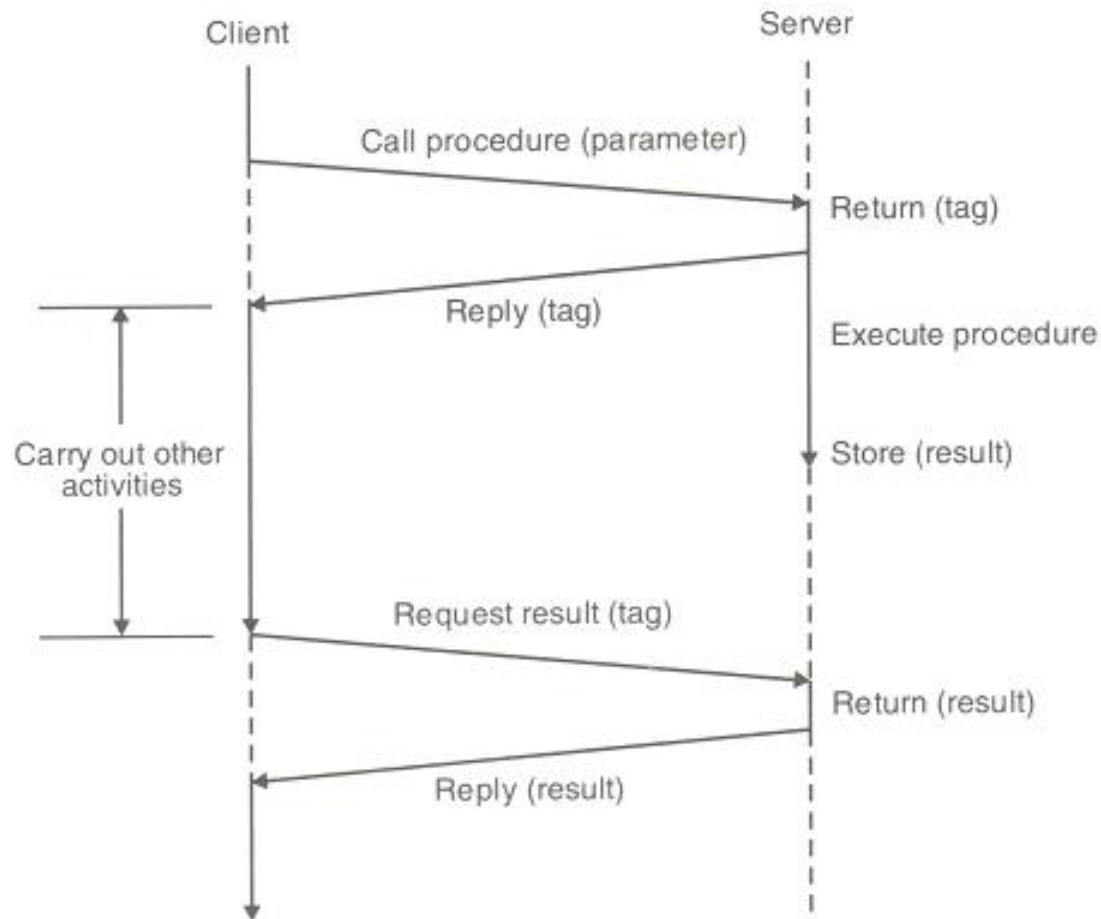 Client
Server
Call procedure (parameter)
Return (tag)
Reply (tag)
Execute procedure
Carry out other
activities
Store (result)
Request result (tag)
Return (result)
Reply (result)